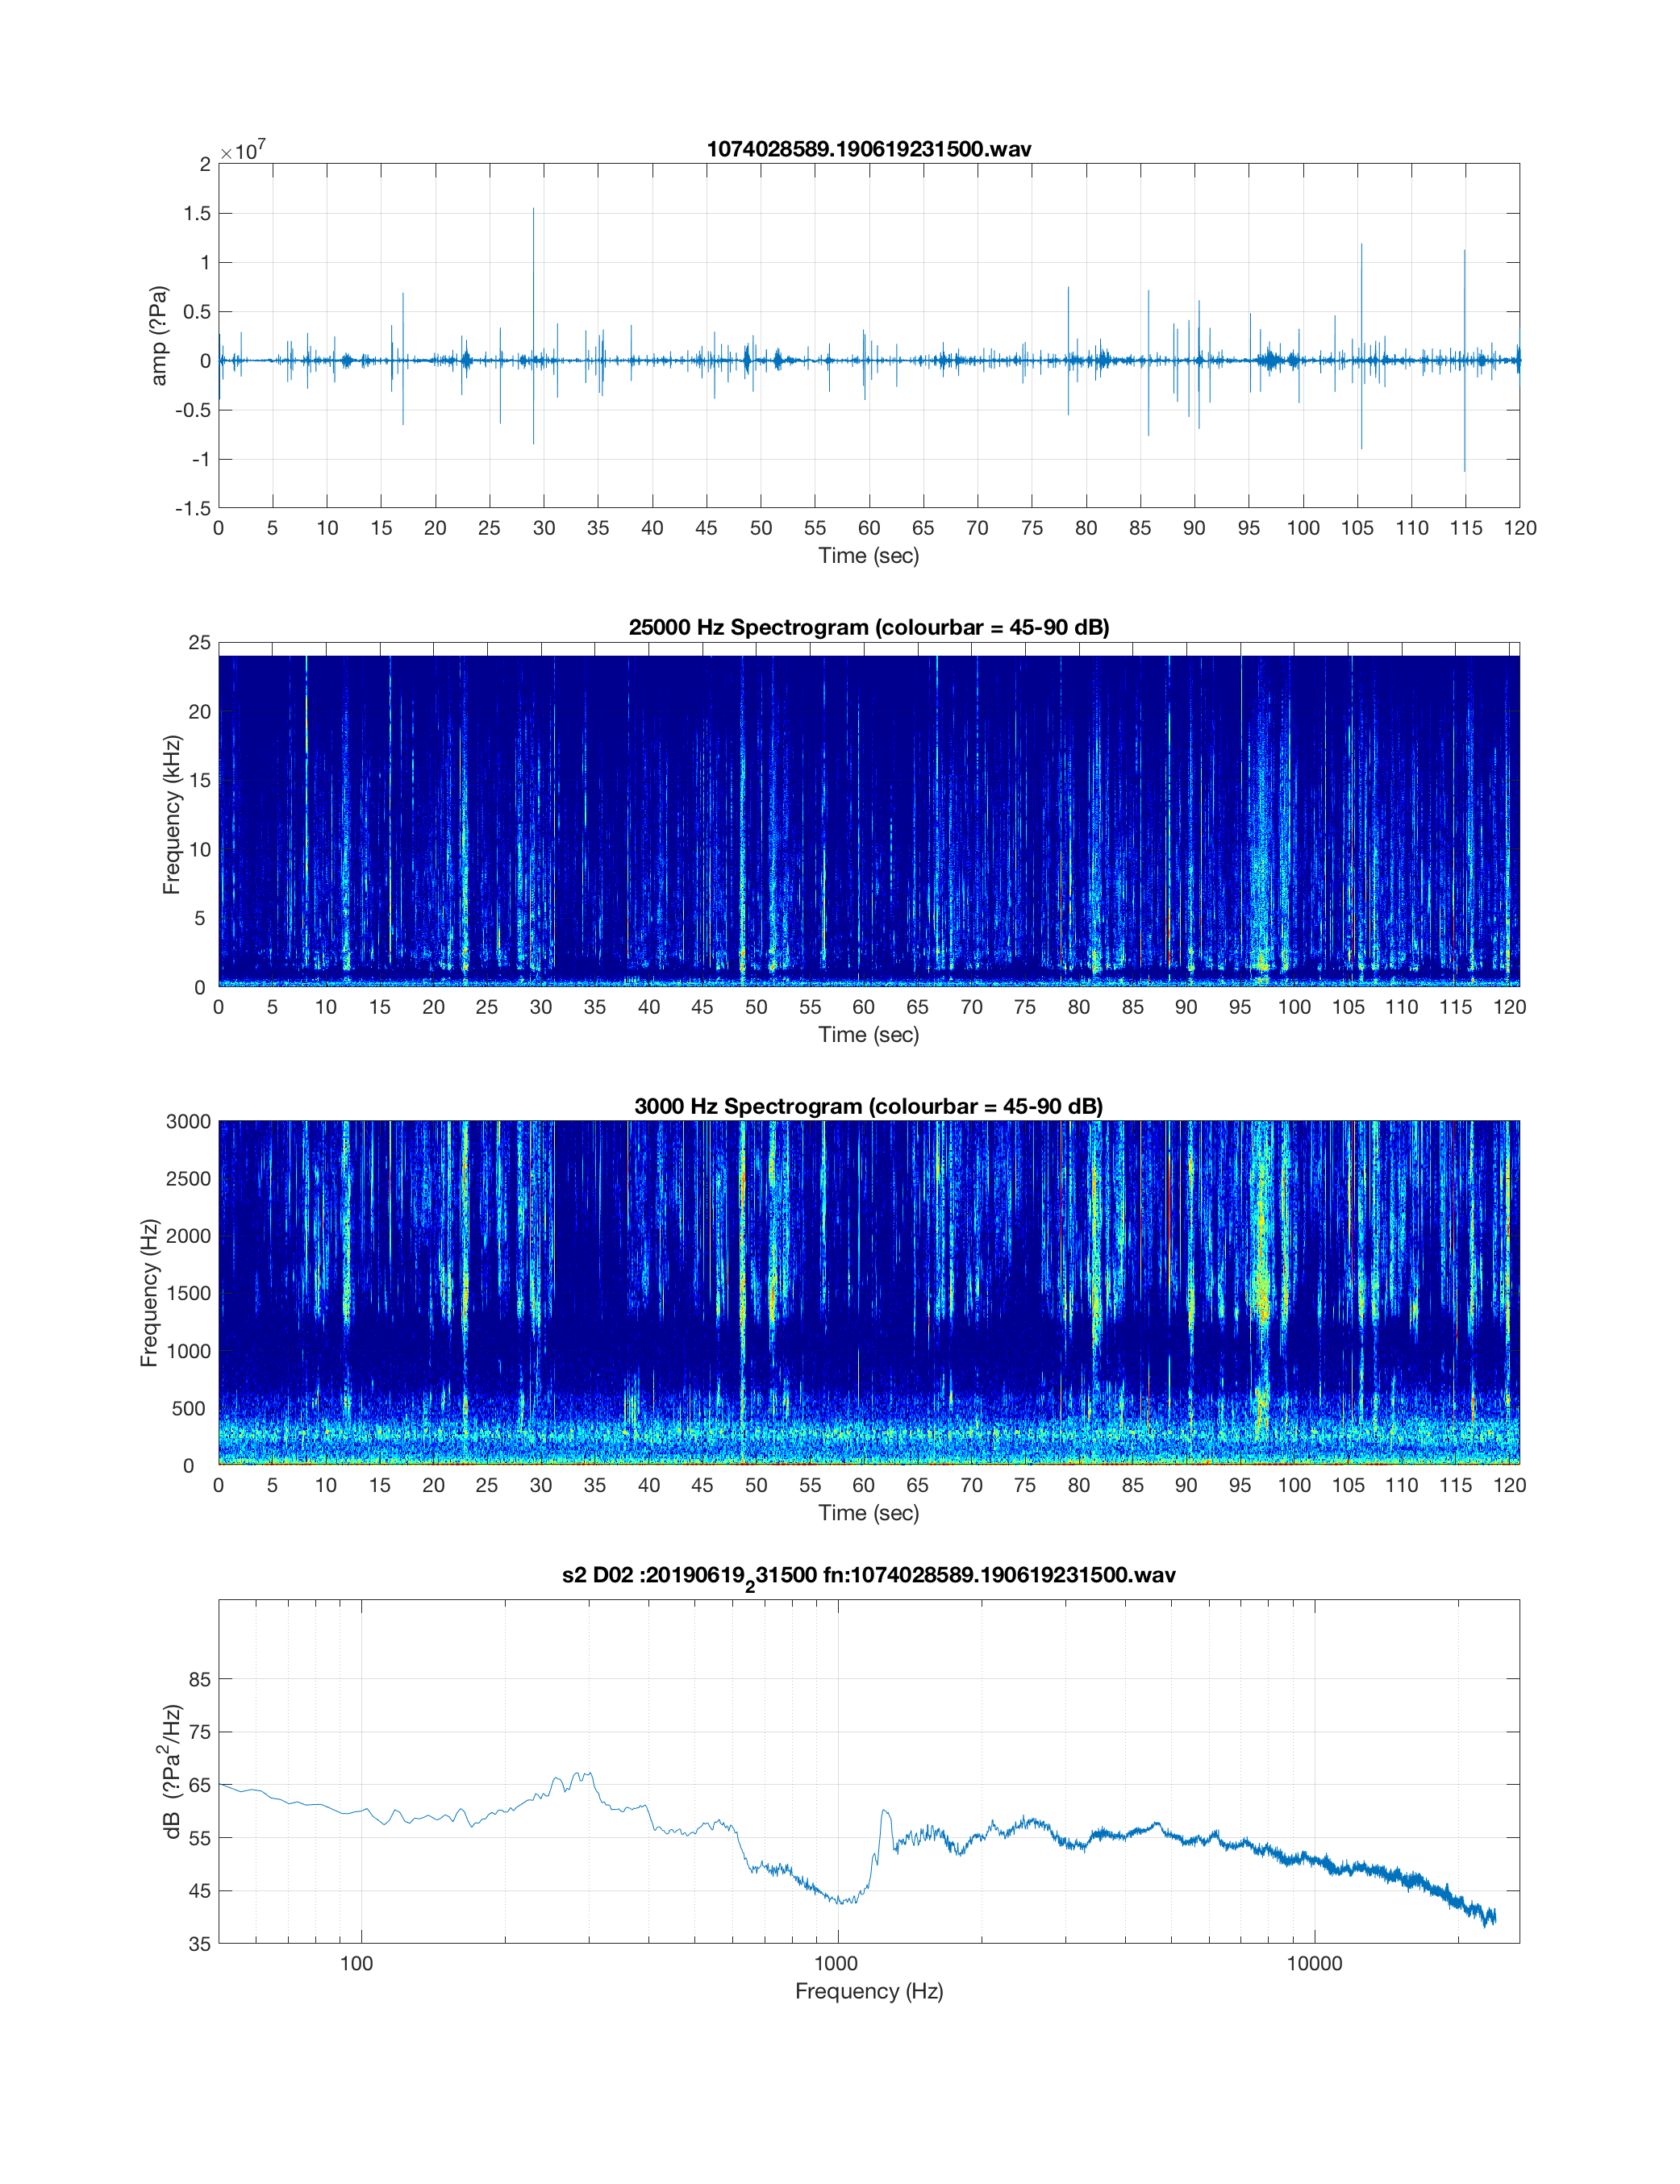 1074028589.190619231500.wav
×10⁷
2
1.5
1
0.5
0
-0.5
-1
-1.5
amp (?Pa)
0 5 10 15 20 25 30 35 40 45 50 55 60 65 70 75 80 85 90 95 100 105 110 115 120
Time (sec)
25000 Hz Spectrogram (colourbar = 45-90 dB)
25
20
15
10
5
0
Frequency (kHz)
0 5 10 15 20 25 30 35 40 45 50 55 60 65 70 75 80 85 90 95 100 105 110 115 120
Time (sec)
3000 Hz Spectrogram (colourbar = 45-90 dB)
3000
2500
2000
1500
1000
500
0
Frequency (Hz)
0 5 10 15 20 25 30 35 40 45 50 55 60 65 70 75 80 85 90 95 100 105 110 115 120
Time (sec)
s2 D02 :20190619₂31500 fn:1074028589.190619231500.wav
85
75
65
55
45
35
dB (?Pa²/Hz)
100 1000 10000
Frequency (Hz)